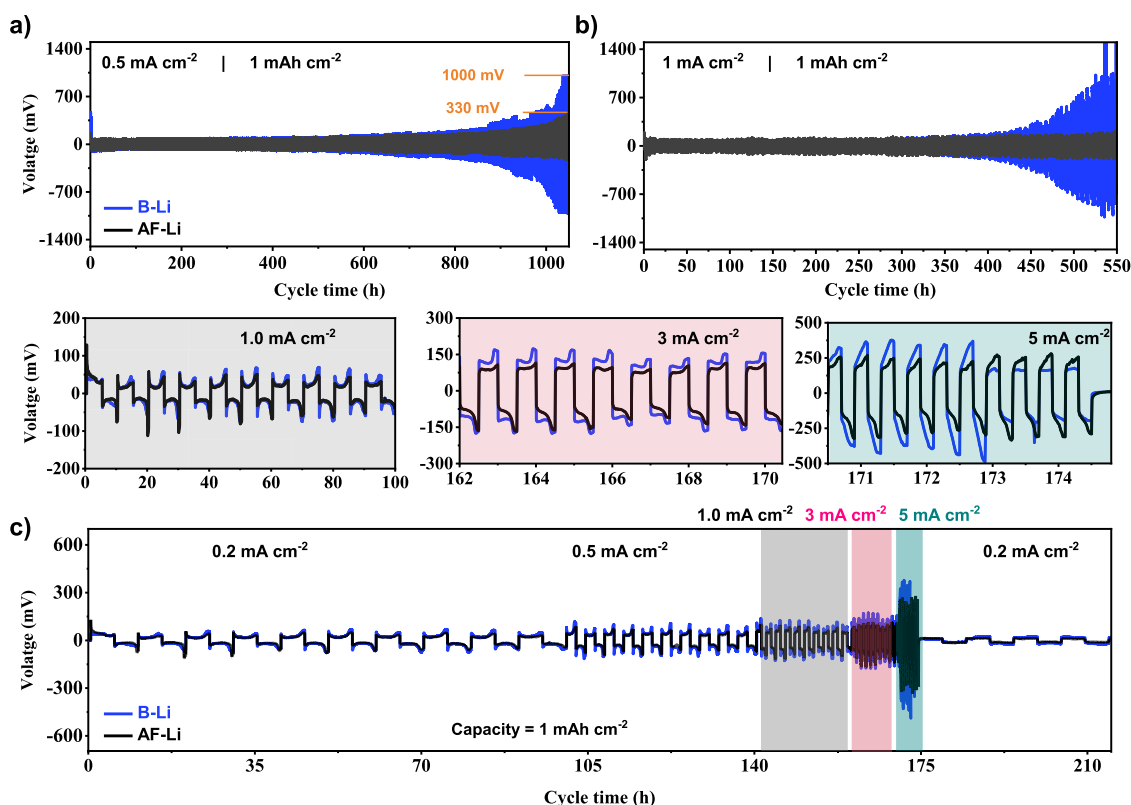 a)
0.5 mA cm-2 | 1 mAh cm-2
1000 mV
330 mV
1400
700
0
-700
-1400
Volatge (mV)
B-Li
AF-Li
0 200 400 600 800 1000
Cycle time (h)
b)
1 mA cm-2 | 1 mAh cm-2
1400
700
0
-700
-1400
0 50 100 150 200 250 300 350 400 450 500 550
Cycle time (h)
1.0 mA cm-2
200
100
0
-100
-200
Volatge (mV)
0 20 40 60 80 100
3 mA cm-2
300
150
0
-150
-300
162 164 166 168 170
5 mA cm-2
500
250
0
-250
-500
171 172 173 174
c)
1.0 mA cm-2 3 mA cm-2 5 mA cm-2
0.2 mA cm-2 0.5 mA cm-2 0.2 mA cm-2
600
300
0
-300
-600
Volatge (mV)
B-Li
AF-Li
Capacity = 1 mAh cm-2
0 35 70 105 140 175 210
Cycle time (h)